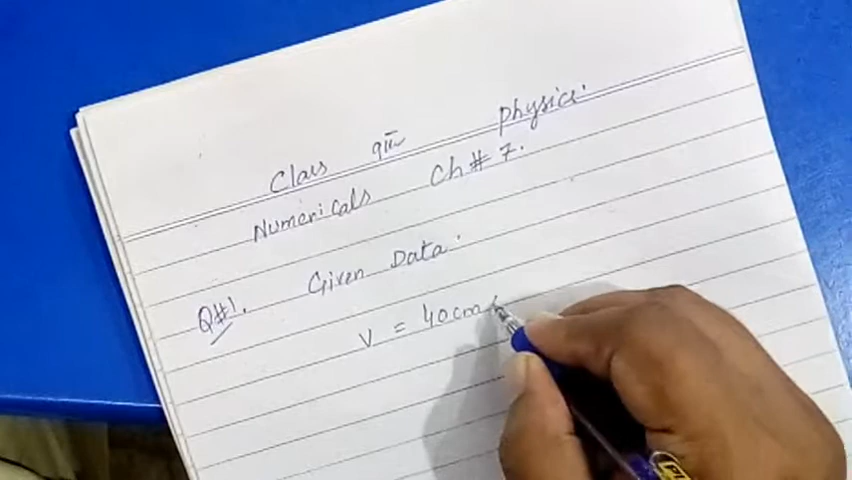 Class 9th Physics.
Numericals Ch # 7.
Q#1. Given Data.
V = 40cm